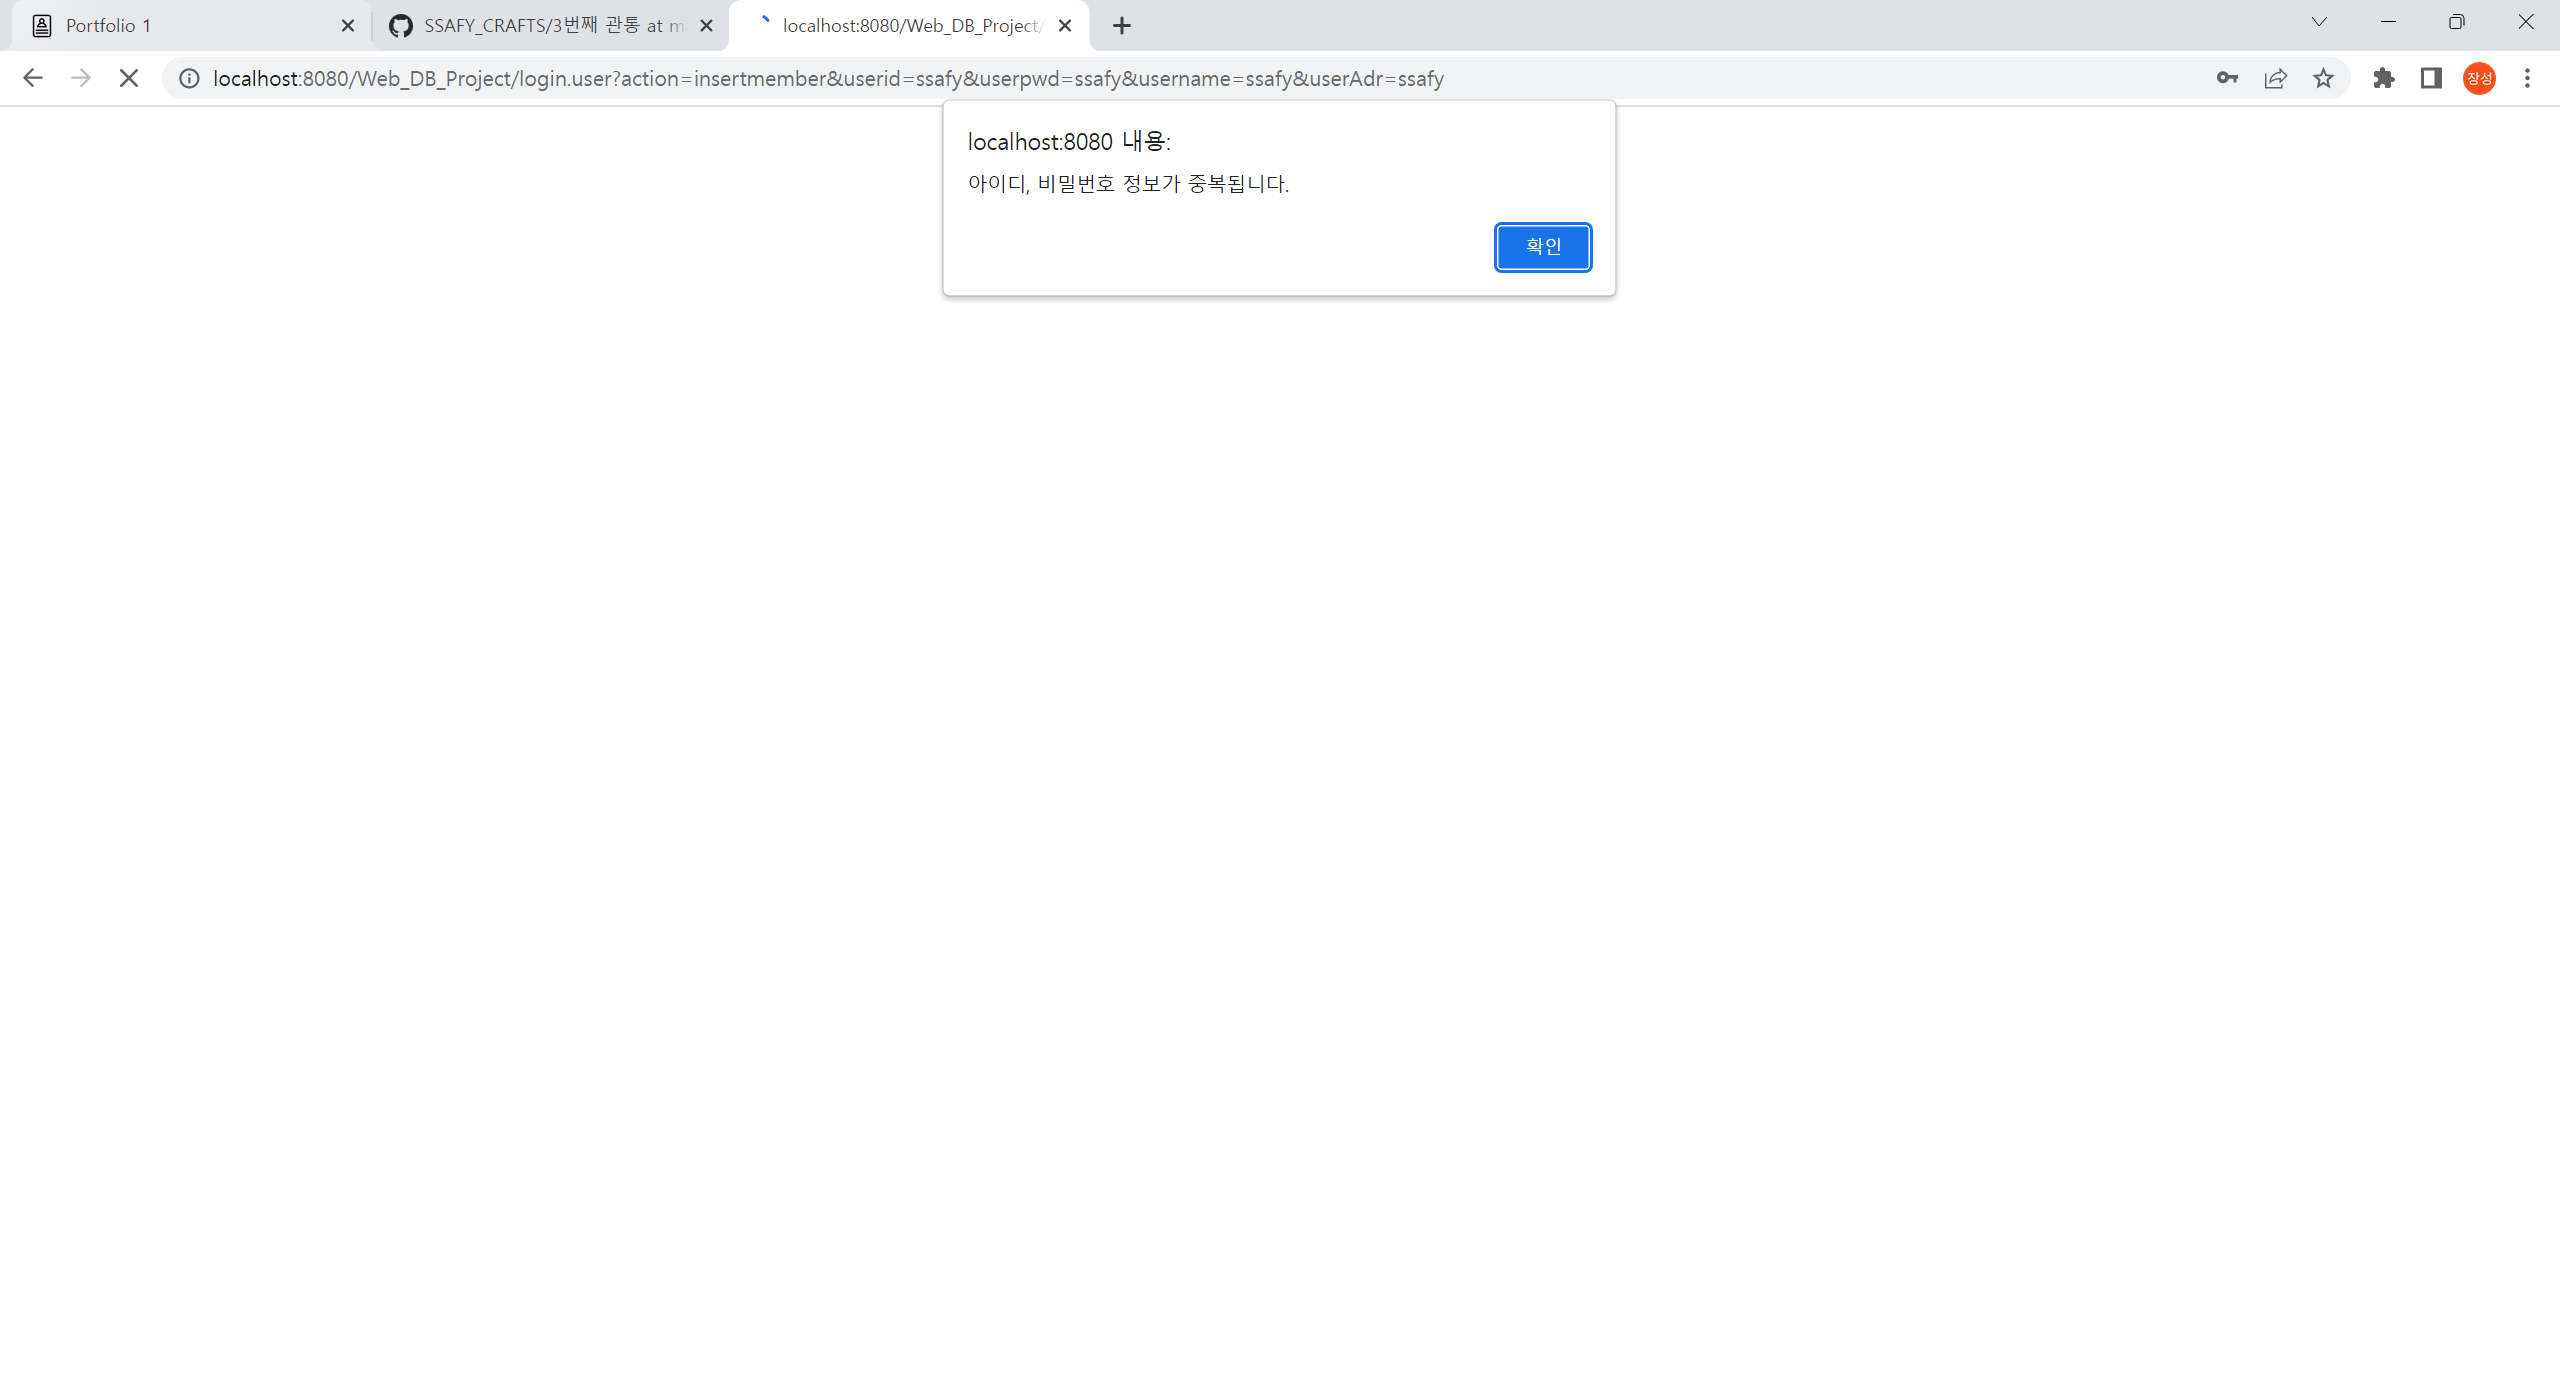 Portfolio 1
SSAFY_CRAFTS/3번째 관통 at m
localhost:8080/Web_DB_Project/
localhost:8080/Web_DB_Project/login.user?action=insertmember&userid=ssafy&userpwd=ssafy&username=ssafy&userAdr=ssafy
장성
localhost:8080 내용:
아이디, 비밀번호 정보가 중복됩니다.
확인